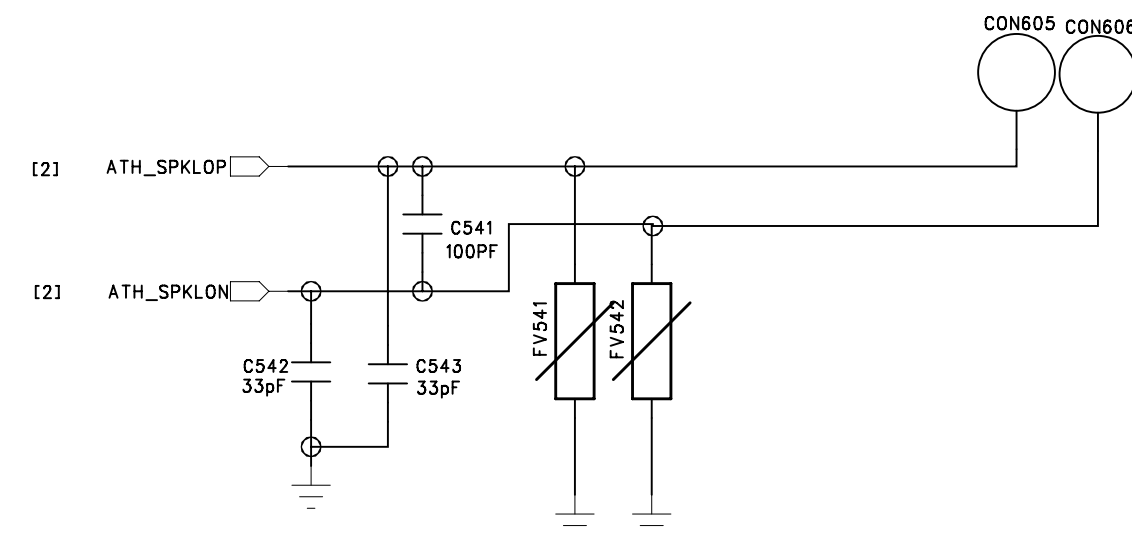 CON605 CON606
[2] ATH_SPKLOP
C541
100PF
[2] ATH_SPKLON
FV541
FV542
C542
33pF
C543
33pF